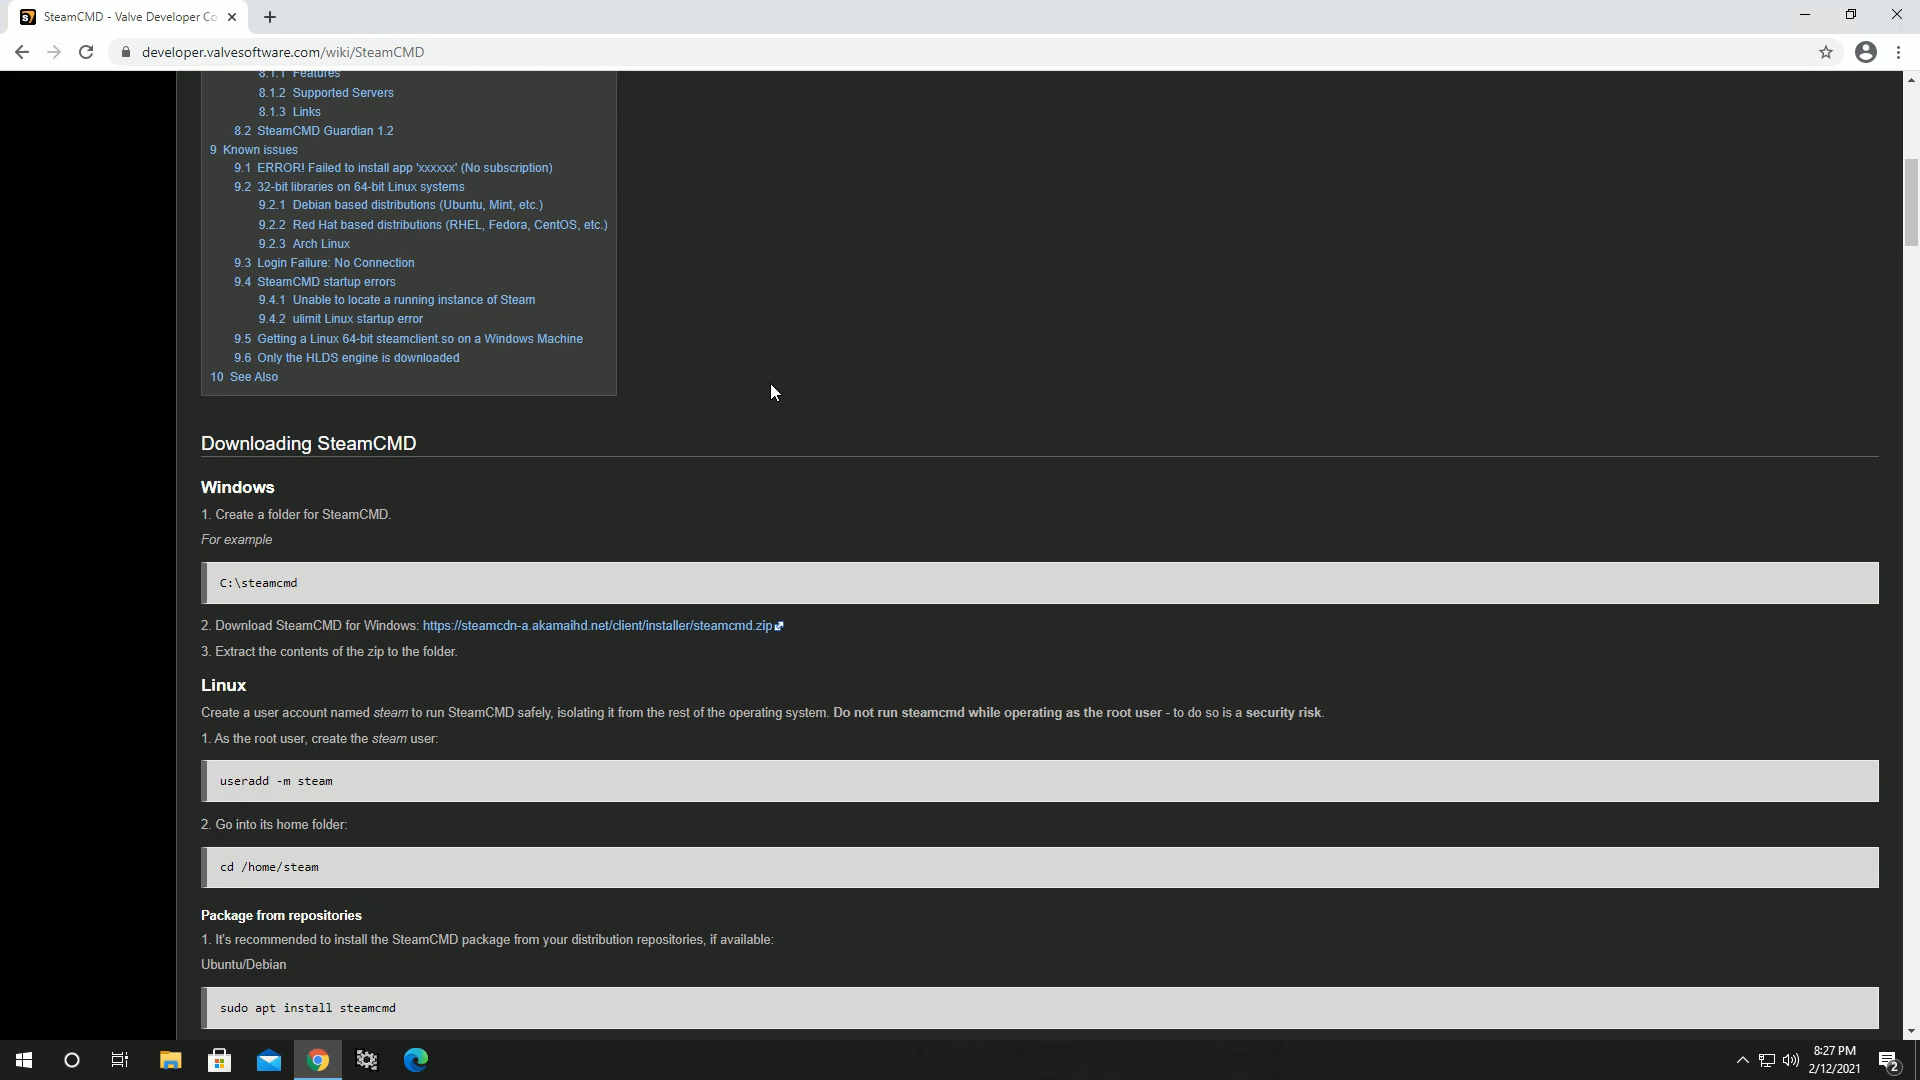 SteamCMD - Valve Developer Co
developer.valvesoftware.com/wiki/SteamCMD
8.1.1 Features
8.1.2 Supported Servers
8.1.3 Links
8.2 SteamCMD Guardian 1.2
9 Known issues
9.1 ERROR! Failed to install app 'xxxxxx' (No subscription)
9.2 32-bit libraries on 64-bit Linux systems
9.2.1 Debian based distributions (Ubuntu, Mint, etc.)
9.2.2 Red Hat based distributions (RHEL, Fedora, CentOS, etc.)
9.2.3 Arch Linux
9.3 Login Failure: No Connection
9.4 SteamCMD startup errors
9.4.1 Unable to locate a running instance of Steam
9.4.2 ulimit Linux startup error
9.5 Getting a Linux 64-bit steamclient.so on a Windows Machine
9.6 Only the HLDS engine is downloaded
10 See Also
Downloading SteamCMD
Windows
1. Create a folder for SteamCMD.
For example
C:\steamcmd
2. Download SteamCMD for Windows: https://steamcdn-a.akamaihd.net/client/installer/steamcmd.zip
3. Extract the contents of the zip to the folder.
Linux
Create a user account named steam to run SteamCMD safely, isolating it from the rest of the operating system. Do not run steamcmd while operating as the root user - to do so is a security risk.
1. As the root user, create the steam user:
useradd -m steam
2. Go into its home folder:
cd /home/steam
Package from repositories
1. It's recommended to install the SteamCMD package from your distribution repositories, if available:
Ubuntu/Debian
sudo apt install steamcmd
8:27 PM
2/12/2021
2